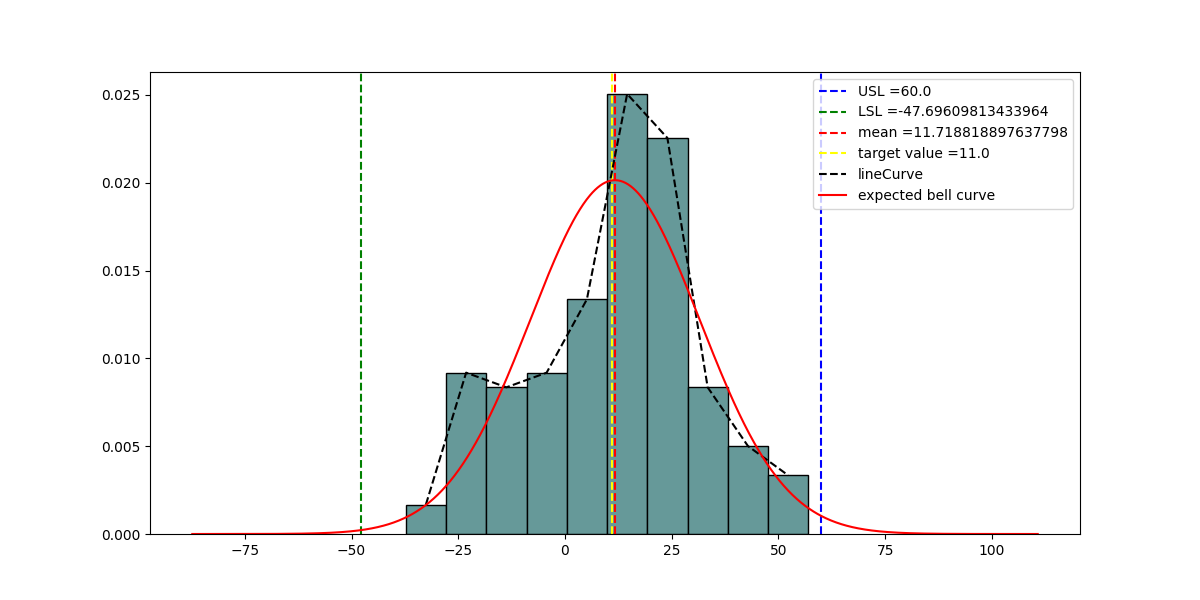 0.025
0.020
0.015
0.010
0.005
0.000
−75
−50
−25
0
25
50
75
100
USL =60.0
LSL =-47.69609813433964
mean =11.718818897637798
target value =11.0
lineCurve
expected bell curve